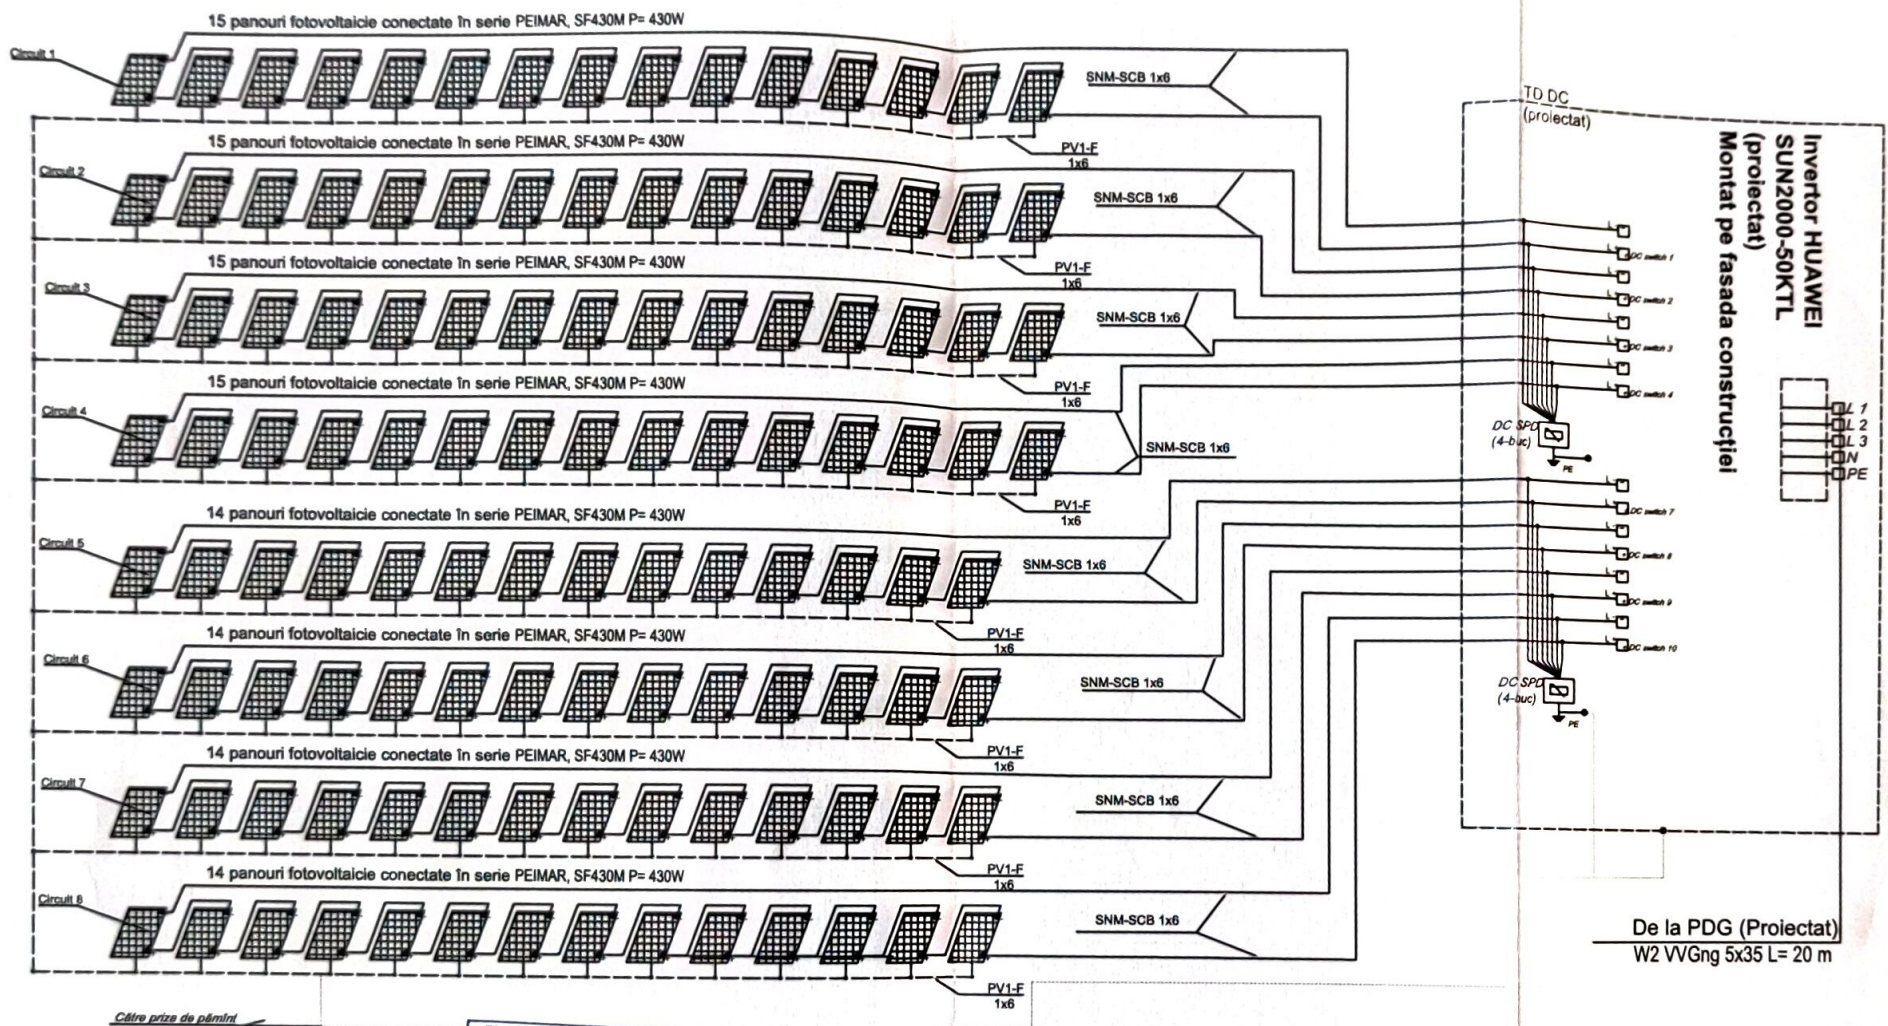 15 panouri fotovoltaicie conectate în serie PEIMAR, SF430M P= 430W
Circuit 1
SNM-SCB 1x6
PV1-F
1x6
15 panouri fotovoltaicie conectate în serie PEIMAR, SF430M P= 430W
Circuit 2
SNM-SCB 1x6
PV1-F
1x6
15 panouri fotovoltaicie conectate în serie PEIMAR, SF430M P= 430W
Circuit 3
SNM-SCB 1x6
PV1-F
1x6
15 panouri fotovoltaicie conectate în serie PEIMAR, SF430M P= 430W
Circuit 4
SNM-SCB 1x6
PV1-F
1x6
14 panouri fotovoltaicie conectate în serie PEIMAR, SF430M P= 430W
Circuit 5
SNM-SCB 1x6
PV1-F
1x6
14 panouri fotovoltaicie conectate în serie PEIMAR, SF430M P= 430W
Circuit 6
SNM-SCB 1x6
PV1-F
1x6
14 panouri fotovoltaicie conectate în serie PEIMAR, SF430M P= 430W
Circuit 7
SNM-SCB 1x6
PV1-F
1x6
14 panouri fotovoltaicie conectate în serie PEIMAR, SF430M P= 430W
Circuit 8
SNM-SCB 1x6
PV1-F
1x6
Către prize de pămînt
TD DC
(proiectat)
Invertor HUAWEI
SUN2000-50KTL
(proiectat)
Montat pe fasada construcției
DC switch 1
DC switch 2
DC switch 3
DC switch 4
DC SPD
(4-buc)
PE
DC switch 7
DC switch 8
DC switch 9
DC switch 10
DC SPD
(4-buc)
PE
L 1
L 2
L 3
N
PE
De la PDG (Proiectat)
W2 VVGng 5x35 L= 20 m